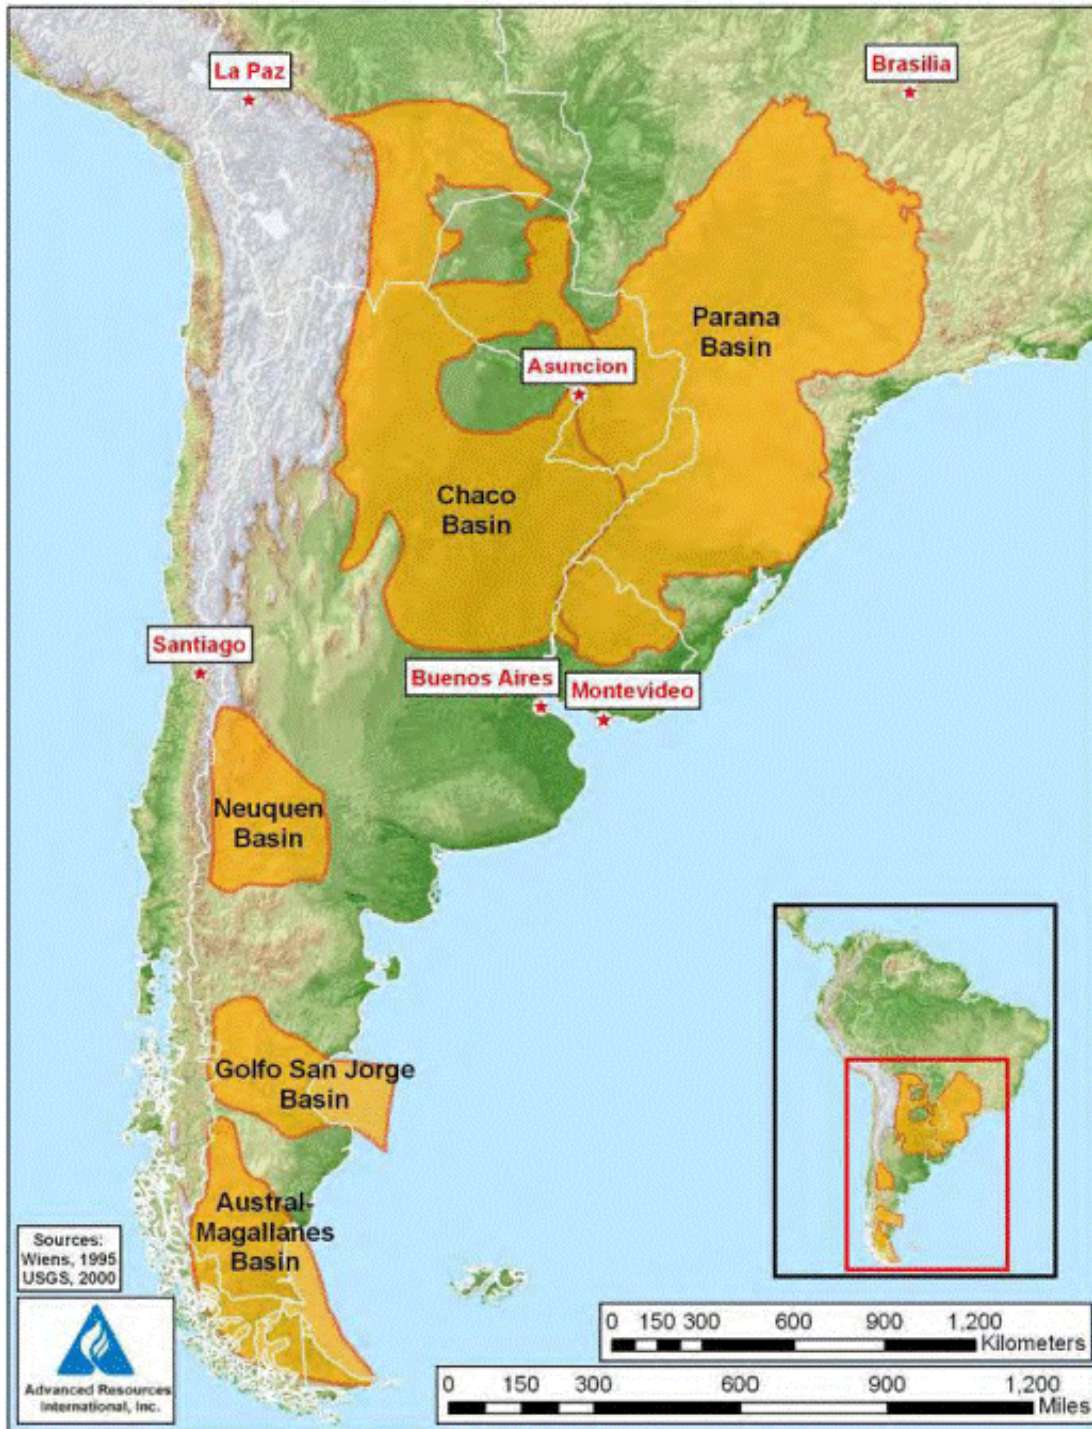 La Paz
Brasilia
Parana
Basin
Asuncion
Chaco
Basin
Santiago
Buenos Aires
Montevideo
Neuquen
Basin
Golfo San Jorge
Basin
Austral-
Magallanes
Basin
Sources:
Wiens, 1995
USGS, 2000
Advanced Resources
International, Inc.
0 150 300 600 900 1,200
Kilometers
0 150 300 600 900 1,200
Miles